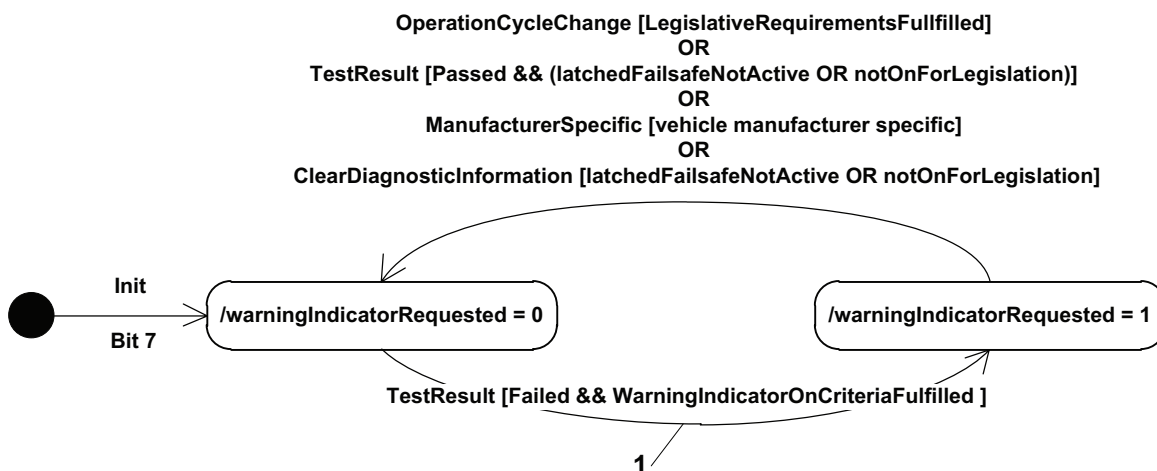 OperationCycleChange [LegislativeRequirementsFullfilled]
OR
TestResult [Passed && (latchedFailsafeNotActive OR notOnForLegislation)]
OR
ManufacturerSpecific [vehicle manufacturer specific]
OR
ClearDiagnosticInformation [latchedFailsafeNotActive OR notOnForLegislation]
Init
Bit 7
/warningIndicatorRequested = 0
/warningIndicatorRequested = 1
TestResult [Failed && WarningIndicatorOnCriteriaFulfilled ]
1